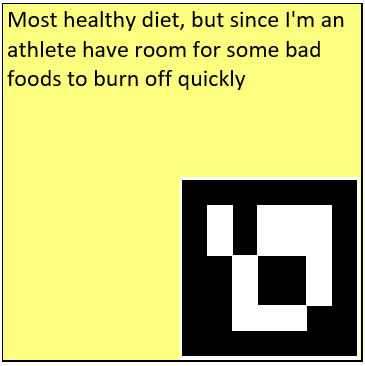 Most healthy diet, but since I'm an
athlete have room for some bad
foods to burn off quickly